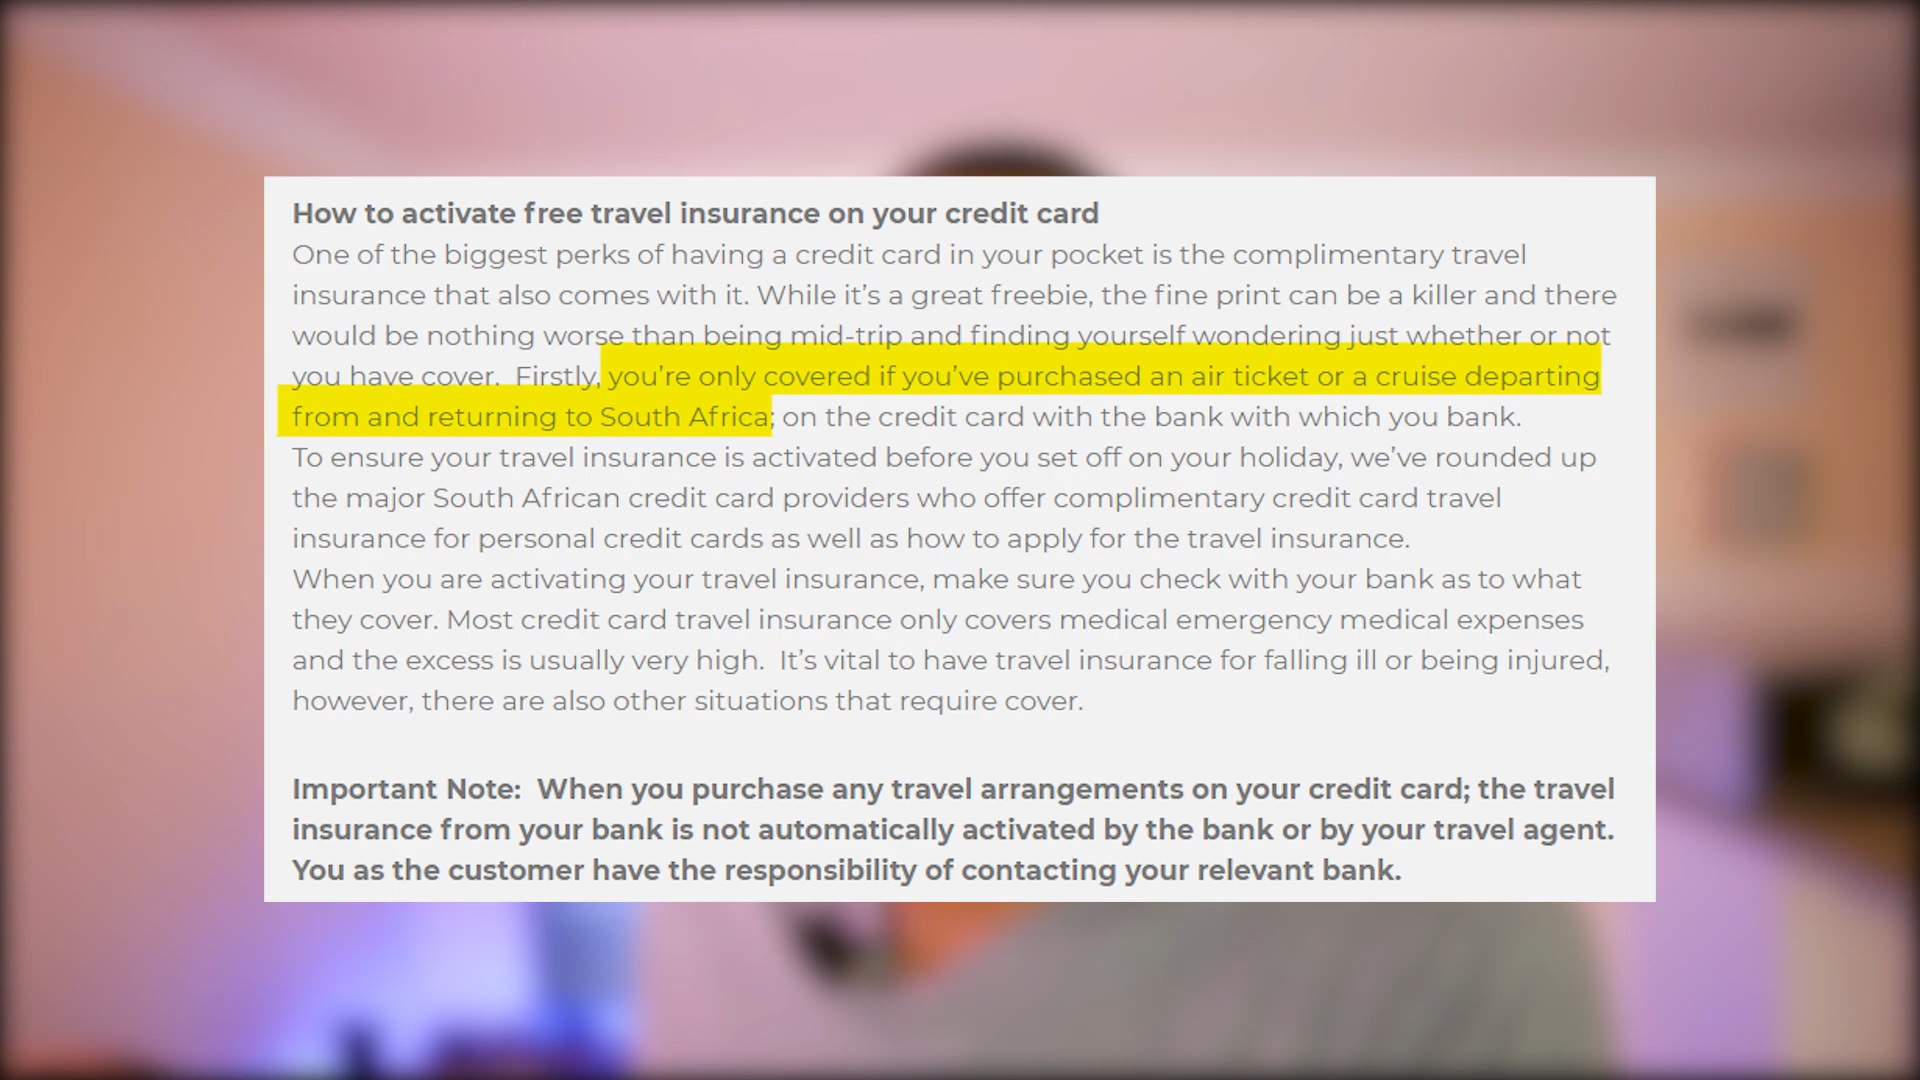 How to activate free travel insurance on your credit card
One of the biggest perks of having a credit card in your pocket is the complimentary travel
insurance that also comes with it. While it’s a great freebie, the fine print can be a killer and there
would be nothing worse than being mid-trip and finding yourself wondering just whether or not
you have cover.  Firstly, you’re only covered if you’ve purchased an air ticket or a cruise departing
from and returning to South Africa; on the credit card with the bank with which you bank.
To ensure your travel insurance is activated before you set off on your holiday, we’ve rounded up
the major South African credit card providers who offer complimentary credit card travel
insurance for personal credit cards as well as how to apply for the travel insurance.
When you are activating your travel insurance, make sure you check with your bank as to what
they cover. Most credit card travel insurance only covers medical emergency medical expenses
and the excess is usually very high.  It’s vital to have travel insurance for falling ill or being injured,
however, there are also other situations that require cover.
Important Note:  When you purchase any travel arrangements on your credit card; the travel
insurance from your bank is not automatically activated by the bank or by your travel agent.
You as the customer have the responsibility of contacting your relevant bank.